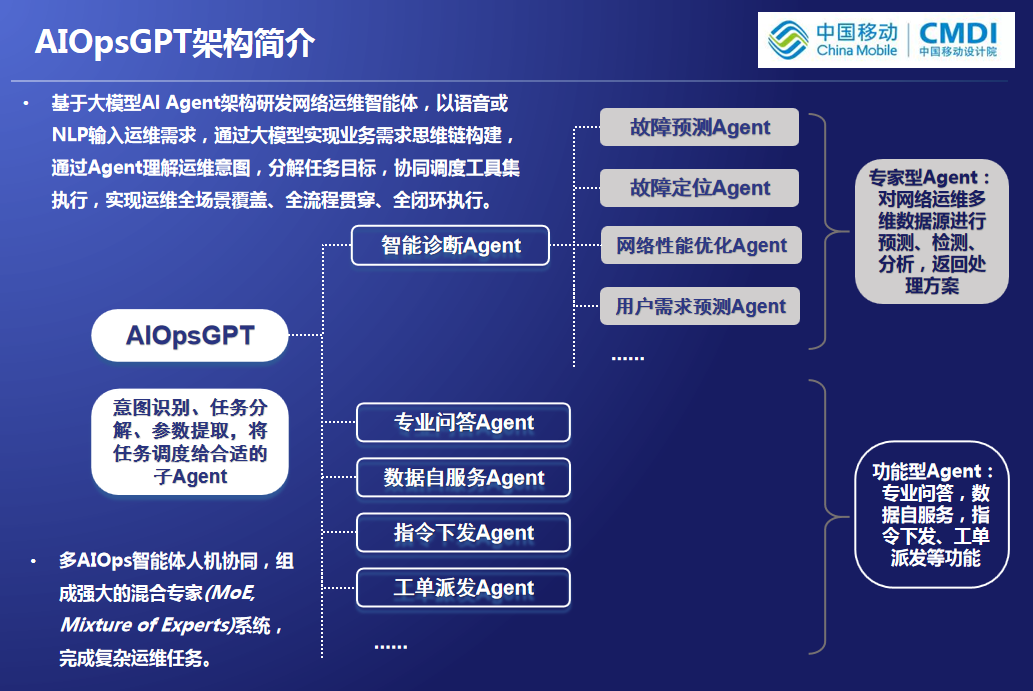 AIOpsGPT架构简介
中国移动
China Mobile
CMDI
中国移动设计院
• 基于大模型AI Agent架构研发网络运维智能体，以语音或
NLP输入运维需求，通过大模型实现业务需求思维链构建，
通过Agent理解运维意图，分解任务目标，协同调度工具集
执行，实现运维全场景覆盖、全流程贯穿、全闭环执行。
AIOpsGPT
意图识别、任务分
解、参数提取，将
任务调度给合适的
子Agent
智能诊断Agent
故障预测Agent
故障定位Agent
网络性能优化Agent
用户需求预测Agent
......
专家型Agent：
对网络运维多
维数据源进行
预测、检测、
分析，返回处
理方案
专业问答Agent
数据自服务Agent
指令下发Agent
工单派发Agent
......
功能型Agent：
专业问答，数
据自服务，指
令下发、工单
派发等功能
• 多AIOps智能体人机协同，组
成强大的混合专家(MoE,
Mixture of Experts)系统，
完成复杂运维任务。